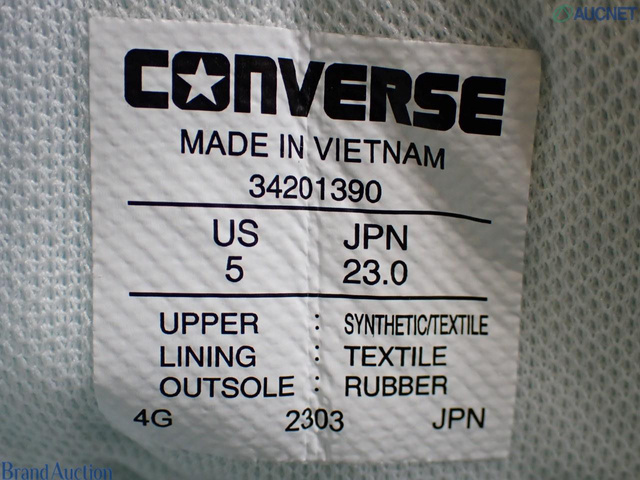 AUCNET
CONVERSE
MADE IN VIETNAM
34201390
US JPN
5 23.0
UPPER : SYNTHETIC/TEXTILE
LINING : TEXTILE
OUTSOLE : RUBBER
4G 2303 JPN
Brand Auction